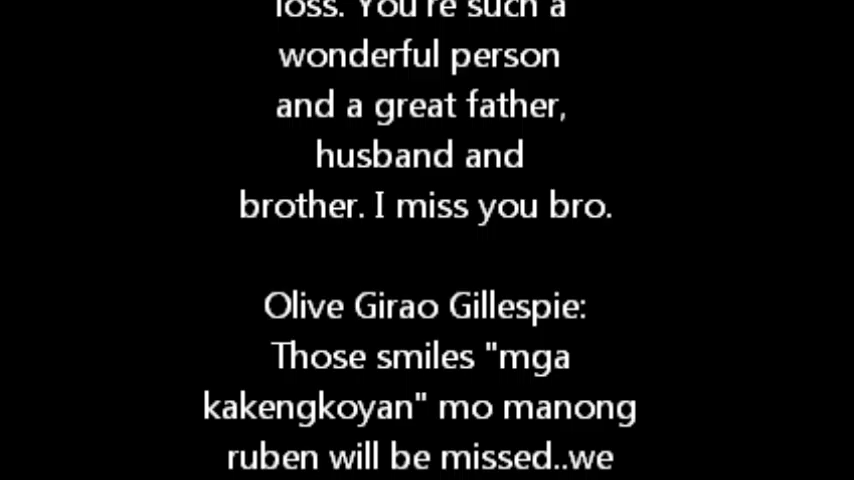 loss. You're such a
wonderful person
and a great father,
husband and
brother. I miss you bro.
Olive Girao Gillespie:
Those smiles "mga
kakengkoyan" mo manong
ruben will be missed..we